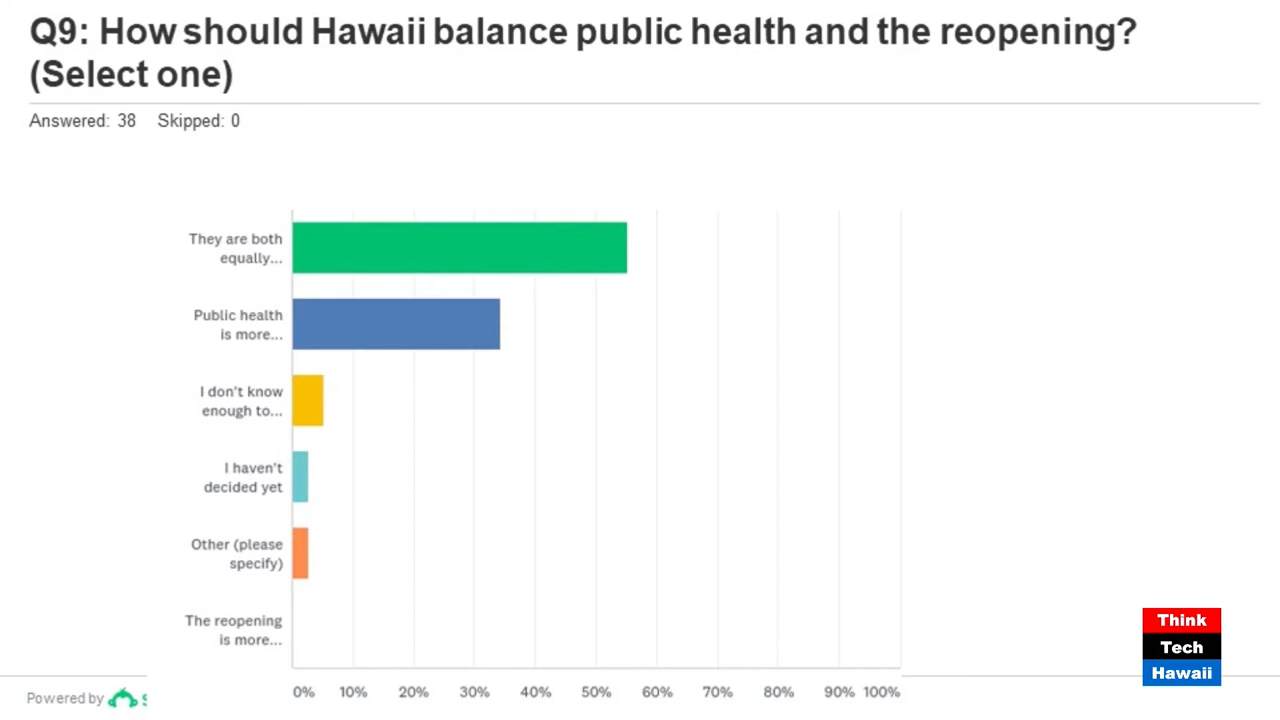 Q9: How should Hawaii balance public health and the reopening?
(Select one)
Answered: 38 Skipped: 0
They are both
equally...
Public health
is more...
I don't know
enough to...
I haven't
decided yet
Other (please
specify)
The reopening
is more...
0% 10% 20% 30% 40% 50% 60% 70% 80% 90% 100%
Powered by
Think
Tech
Hawaii